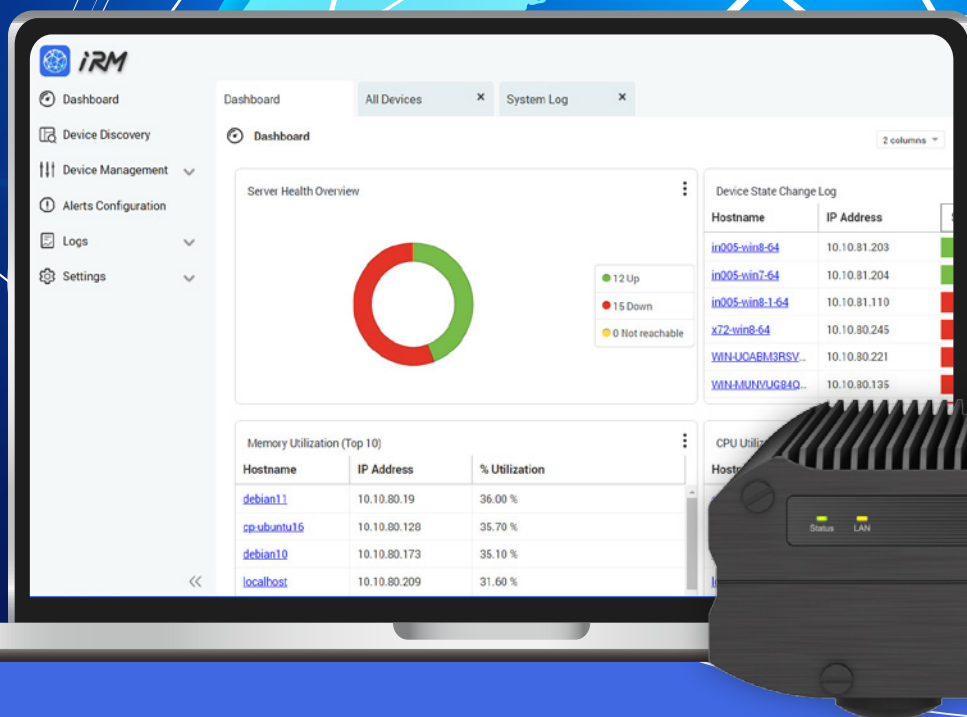 iRM
Dashboard
Device Discovery
Device Management
Alerts Configuration
Logs
Settings
Dashboard
All Devices ×
System Log ×
Dashboard
2 columns
Server Health Overview
12 Up
15 Down
0 Not reachable
Device State Change Log
Hostname IP Address
in005-win8-64 10.10.81.203
in005-win7-64 10.10.81.204
in005-win8-1-64 10.10.81.110
x72-win8-64 10.10.80.245
WIN-UOABM3RSV... 10.10.80.221
WIN-MUNVUG84Q... 10.10.80.135
Memory Utilization (Top 10)
Hostname IP Address % Utilization
debian11 10.10.80.19 36.00 %
cp-ubuntu16 10.10.80.128 35.70 %
debian10 10.10.80.173 35.10 %
localhost 10.10.80.209 31.60 %
CPU
Status LAN